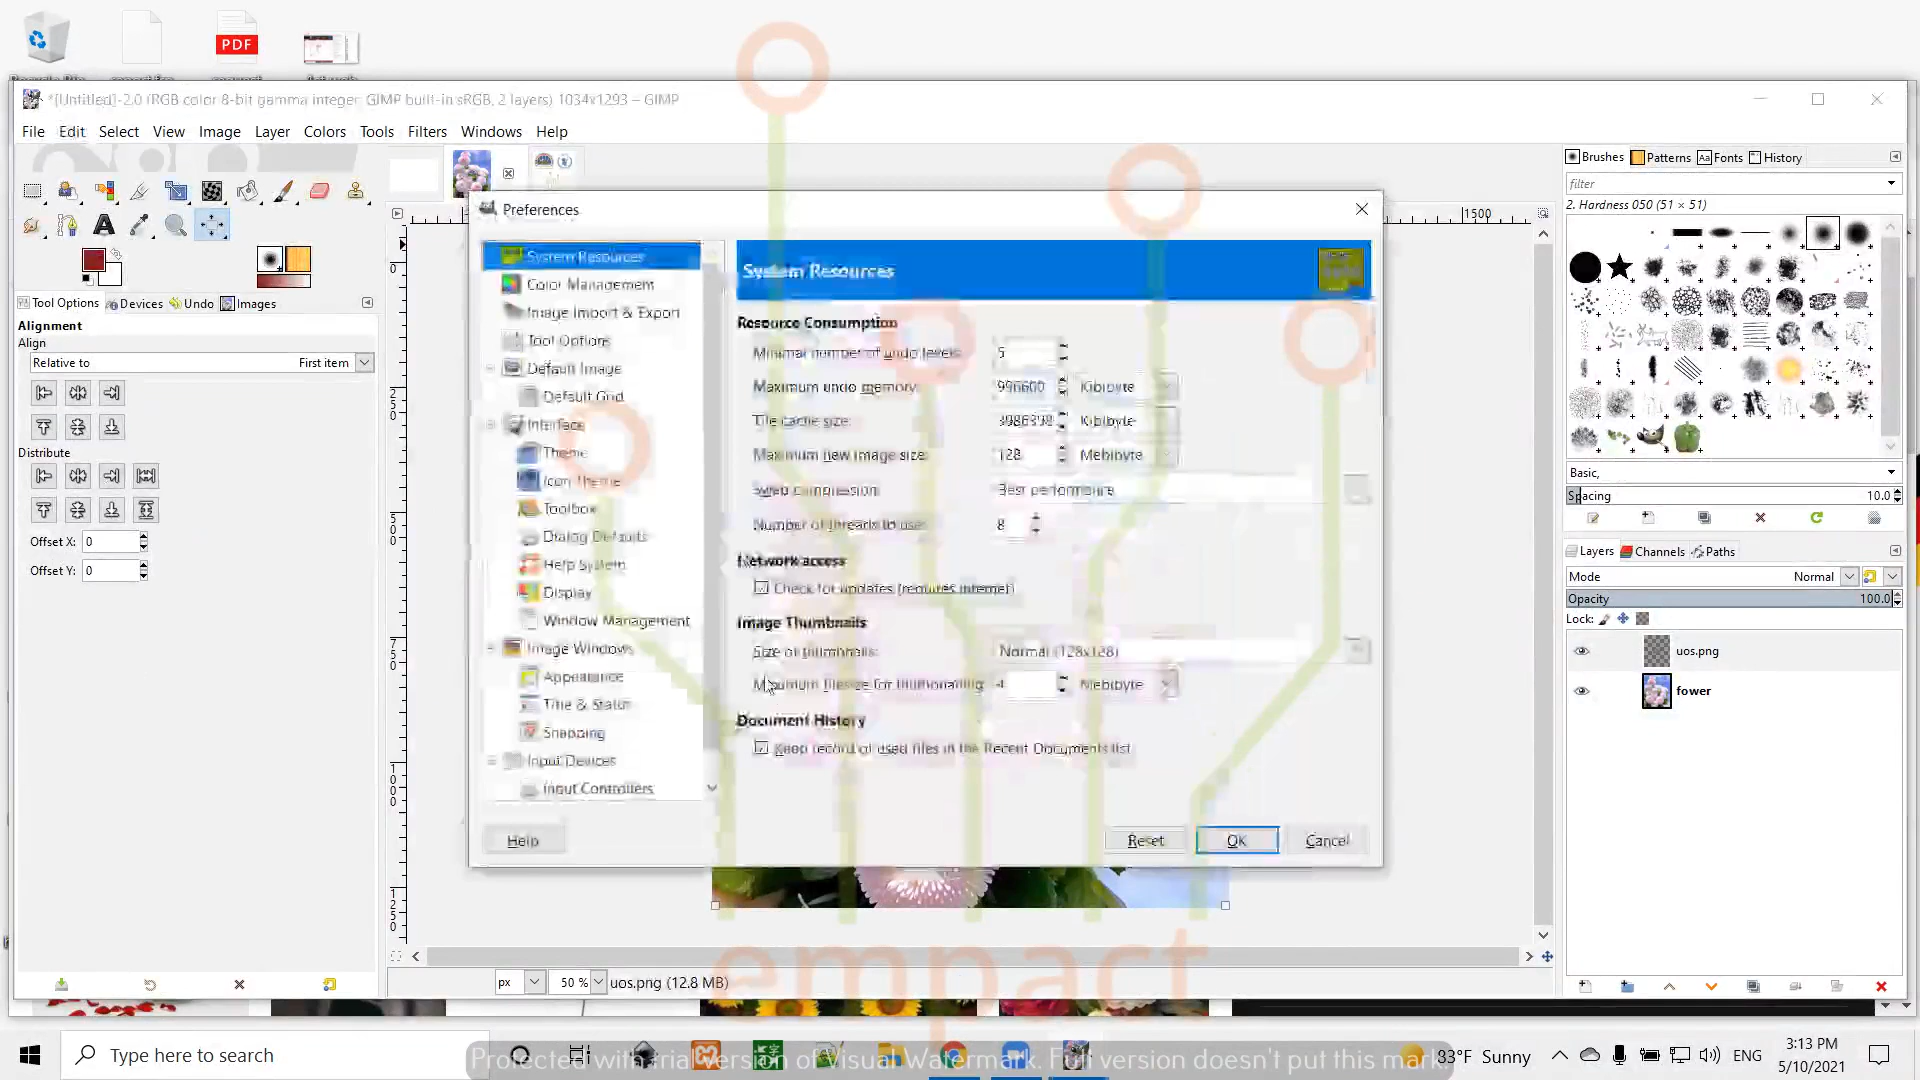 PDF
*[Untitled]-2.0 (RGB color 8-bit gamma integer, GIMP built-in sRGB, 2 layers) 1034x1293 – GIMP
File Edit Select View Image Layer Colors Tools Filters Windows Help
Brushes Patterns Fonts History
filter
2. Hardness 050 (51 × 51)
Preferences
1500
System Resources
Color Management
Image Import & Export
Tool Options
Default Image
Default Grid
Interface
Theme
Icon Theme
Toolbox
Dialog Defaults
Help System
Display
Window Management
Image Windows
Appearance
Title & Status
Snapping
Input Devices
Input Controllers
System Resources
Resource Consumption
Minimal number of undo levels: 5
Maximum undo memory: 996600 Kibibyte
Tile cache size: Kibibyte
Maximum new image size: 128 Mebibyte
Swap compression: Best performance
Number of threads to use: 8
Network access
Check for updates (requires internet)
Image Thumbnails
Size of thumbnails: Normal (128x128)
Maximum filesize for thumbnailing: 4 Mebibyte
Document History
Keep record of used files in the Recent Documents list
Help Reset OK Cancel
Tool Options Devices Undo Images
Alignment
Align
Relative to First item
Distribute
Offset X: 0
Offset Y: 0
0
250
500
750
1000
1250
Basic,
Spacing 10.0
Layers Channels Paths
Mode Normal
Opacity 100.0
Lock:
uos.png
fower
px 50 % uos.png (12.8 MB)
empact
Type here to search
Protected with trial version of Visual Watermark. Full version doesn't put this mark.
83°F Sunny
ENG
3:13 PM
5/10/2021